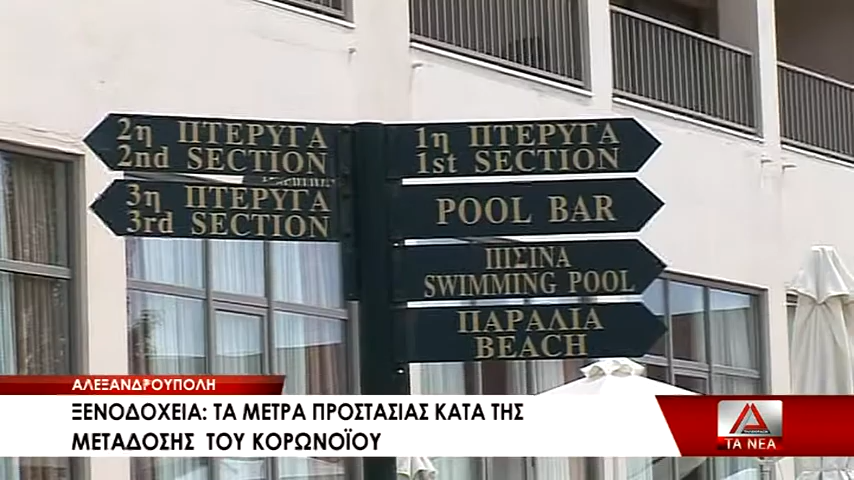 2η ΠΤΕΡΥΓΑ
2nd SECTION
3η ΠΤΕΡΥΓΑ
3rd SECTION
1η ΠΤΕΡΥΓΑ
1st SECTION
POOL BAR
ΠΙΣΙΝΑ
SWIMMING POOL
ΠΑΡΑΛΙΑ
BEACH
ΑΛΕΞΑΝΔΡΟΥΠΟΛΗ
ΞΕΝΟΔΟΧΕΙΑ: ΤΑ ΜΕΤΡΑ ΠΡΟΣΤΑΣΙΑΣ ΚΑΤΑ ΤΗΣ
ΜΕΤΑΔΟΣΗΣ ΤΟΥ ΚΟΡΩΝΟΪΟΥ
ΤΑ ΝΕΑ